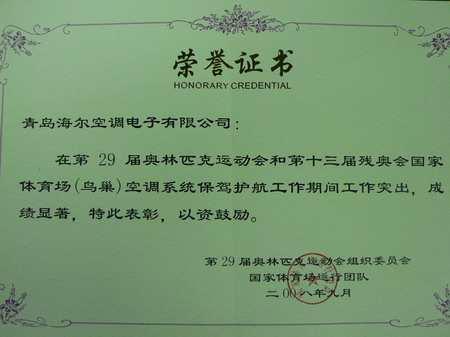 荣誉证书
HONORARY CREDENTIAL
青岛海尔空调电子有限公司：
在第 29 届奥林匹克运动会和第十三届残奥会国家
体育场(鸟巢)空调系统保驾护航工作期间工作突出，成
绩显著，特此表彰，以资鼓励。
第29届奥林匹克运动会组织委员会
国家体育场运行团队
二00八年九月